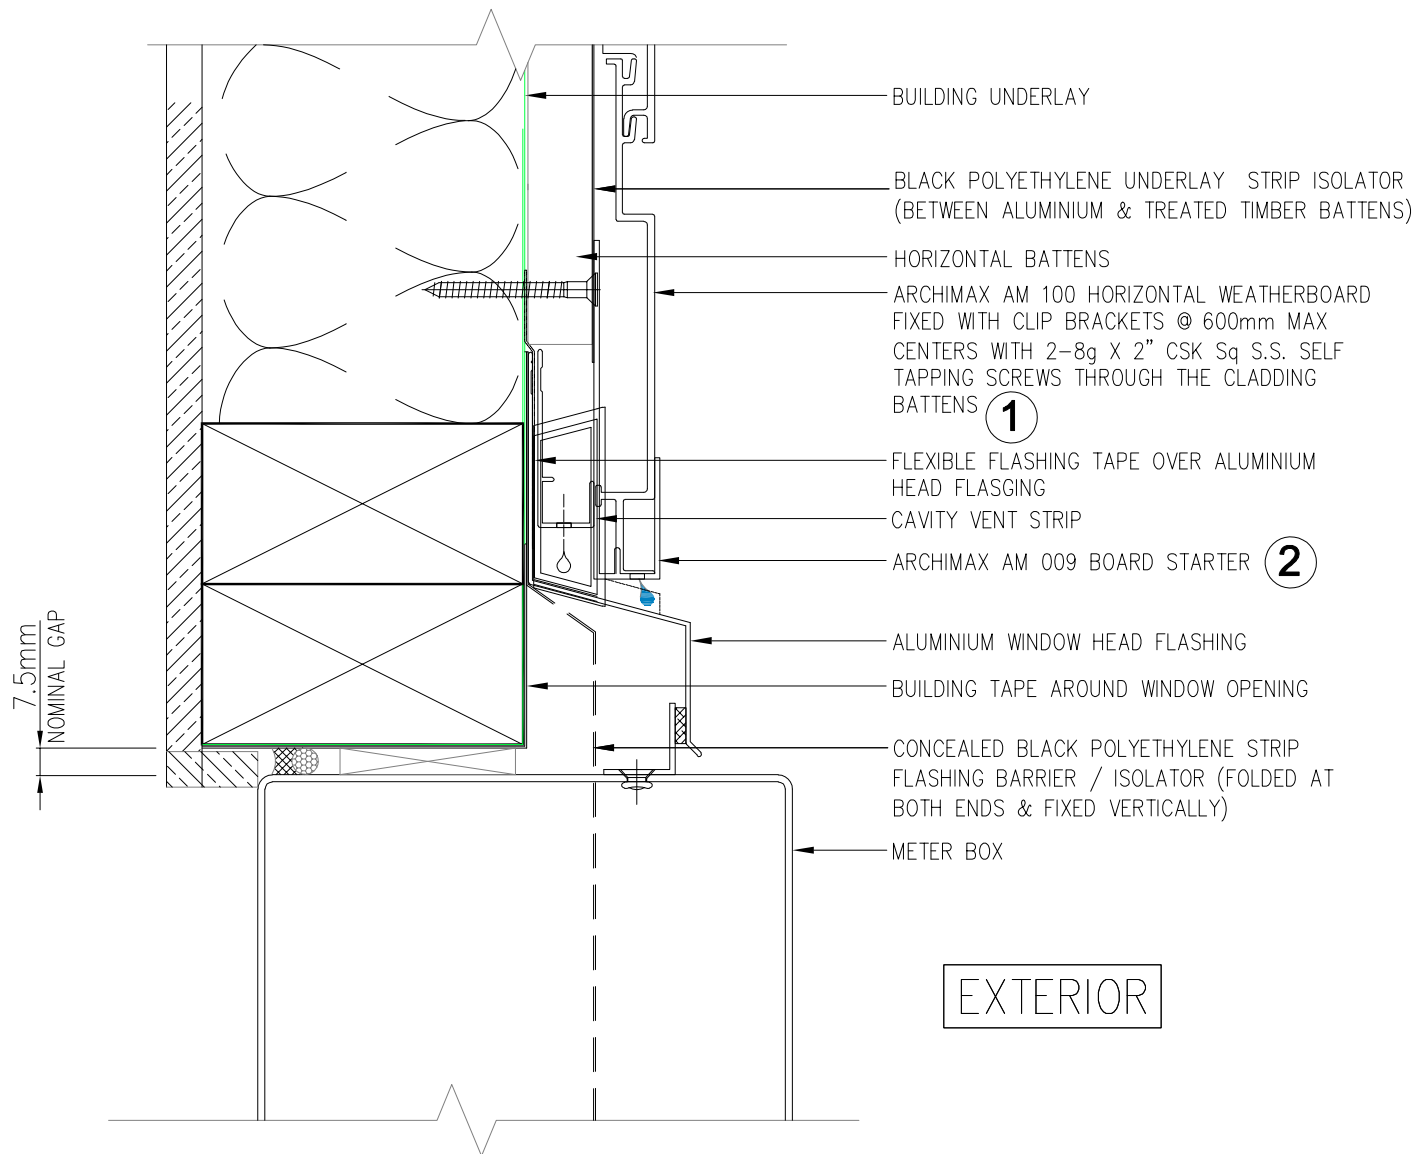 BUILDING UNDERLAY
BLACK POLYETHYLENE UNDERLAY STRIP ISOLATOR
(BETWEEN ALUMINIUM & TREATED TIMBER BATTENS)
HORIZONTAL BATTENS
ARCHIMAX AM 100 HORIZONTAL WEATHERBOARD
FIXED WITH CLIP BRACKETS @ 600mm MAX
CENTERS WITH 2-8g X 2" CSK Sq S.S. SELF
TAPPING SCREWS THROUGH THE CLADDING
BATTENS 1
FLEXIBLE FLASHING TAPE OVER ALUMINIUM
HEAD FLASGING
CAVITY VENT STRIP
ARCHIMAX AM 009 BOARD STARTER 2
ALUMINIUM WINDOW HEAD FLASHING
BUILDING TAPE AROUND WINDOW OPENING
CONCEALED BLACK POLYETHYLENE STRIP
FLASHING BARRIER / ISOLATOR (FOLDED AT
BOTH ENDS & FIXED VERTICALLY)
METER BOX
7.5mm
NOMINAL GAP
EXTERIOR